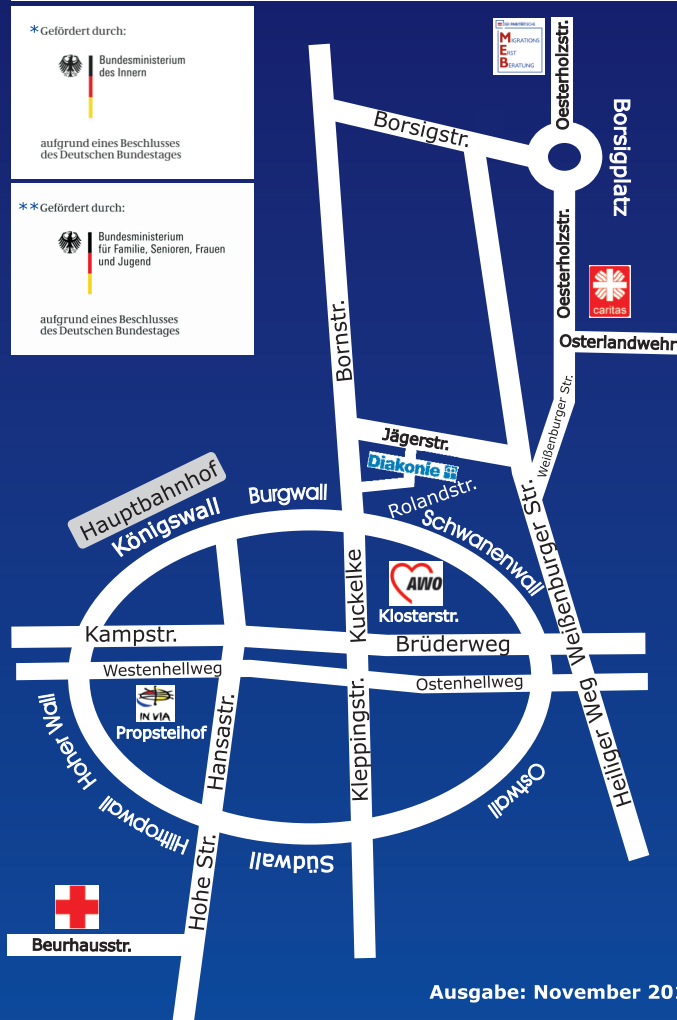 *Gefördert durch:
Bundesministerium
des Innern
aufgrund eines Beschlusses
des Deutschen Bundestages
**Gefördert durch:
Bundesministerium
für Familie, Senioren, Frauen
und Jugend
aufgrund eines Beschlusses
des Deutschen Bundestages
MIGRATIONS
ERST
BERATUNG
Oesterholzstr.
Borsigplatz
Borsigstr.
Oesterholzstr.
caritas
Osterlandwehr
Bornstr.
Weißenburger Str.
Jägerstr.
Diakonie
Rolandstr.
Hauptbahnhof
Königswall
Burgwall
Schwanenwall
Weißenburger Str.
AWO
Klosterstr.
Kuckelke
Kampstr.
Brüderweg
Westenhellweg
Ostenhellweg
IN VIA
Propsteihof
Hansastr.
Kleppingstr.
Heiliger Weg
Hoher Wall
Hiltropwall
Ostwall
Südwall
Hohe Str.
Beurhausstr.
Ausgabe: November 201